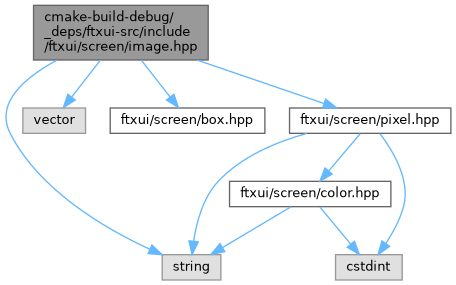 cmake-build-debug/
_deps/ftxui-src/include
/ftxui/screen/image.hpp
vector
ftxui/screen/box.hpp
ftxui/screen/pixel.hpp
ftxui/screen/color.hpp
string
cstdint